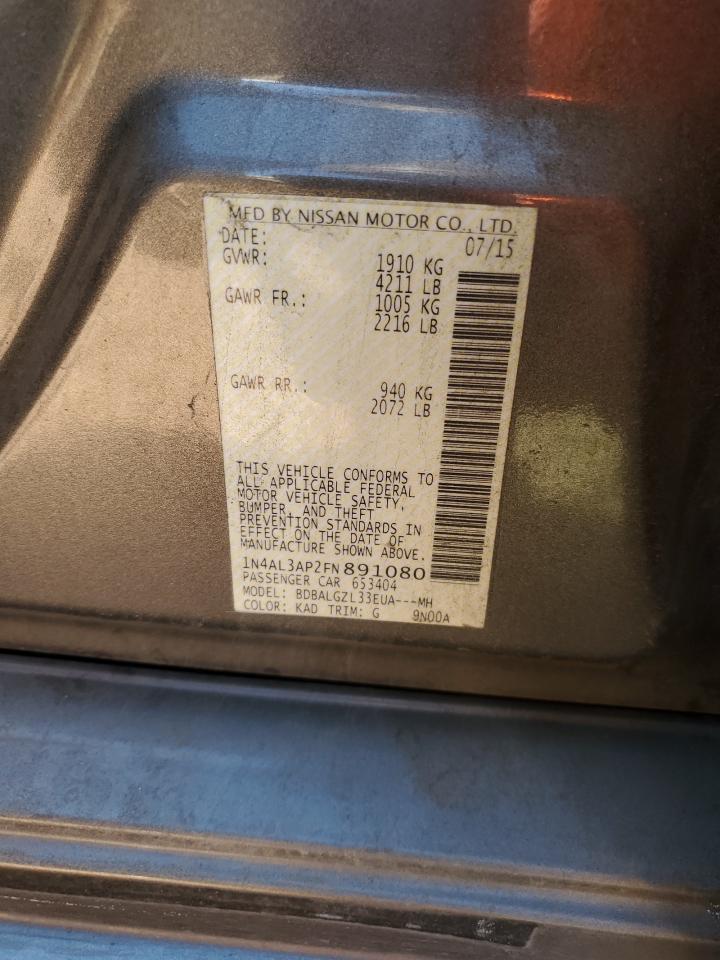 MFD BY NISSAN MOTOR CO., LTD.
DATE: 07/15
GVWR: 1910 KG
4211 LB
GAWR FR.: 1005 KG
2216 LB
GAWR RR.: 940 KG
2072 LB
THIS VEHICLE CONFORMS TO
ALL APPLICABLE FEDERAL
MOTOR VEHICLE SAFETY,
BUMPER, AND THEFT
PREVENTION STANDARDS IN
EFFECT ON THE DATE OF
MANUFACTURE SHOWN ABOVE.
1N4AL3AP2FN891080
PASSENGER CAR 653404
MODEL: BDBALGZL33EUA---MH
COLOR: KAD TRIM: G 9N00A